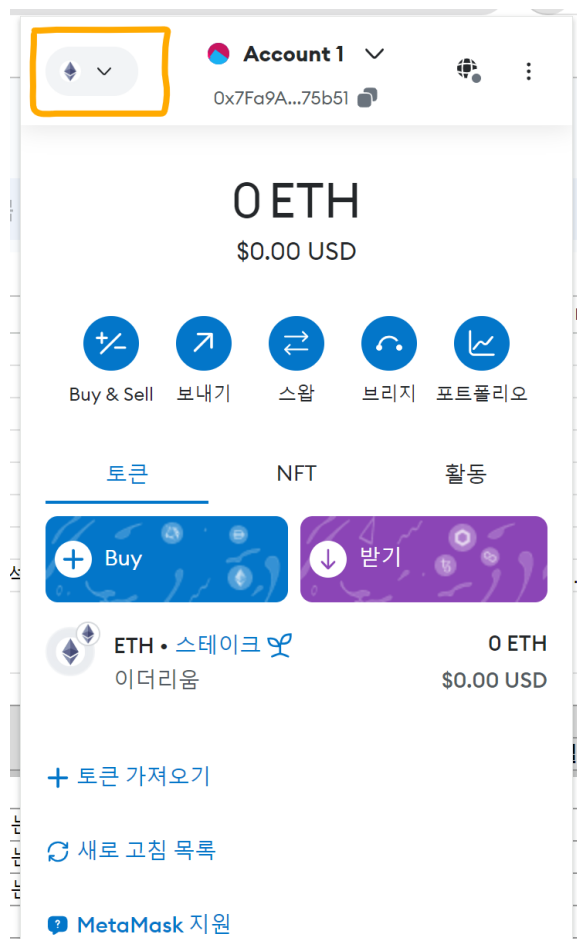 Account 1
0x7Fa9A...75b51
0 ETH
$0.00 USD
Buy & Sell 보내기 스왑 브리지 포트폴리오
토큰 NFT 활동
Buy 받기
ETH • 스테이크 0 ETH
이더리움 $0.00 USD
토큰 가져오기
새로 고침 목록
MetaMask 지원